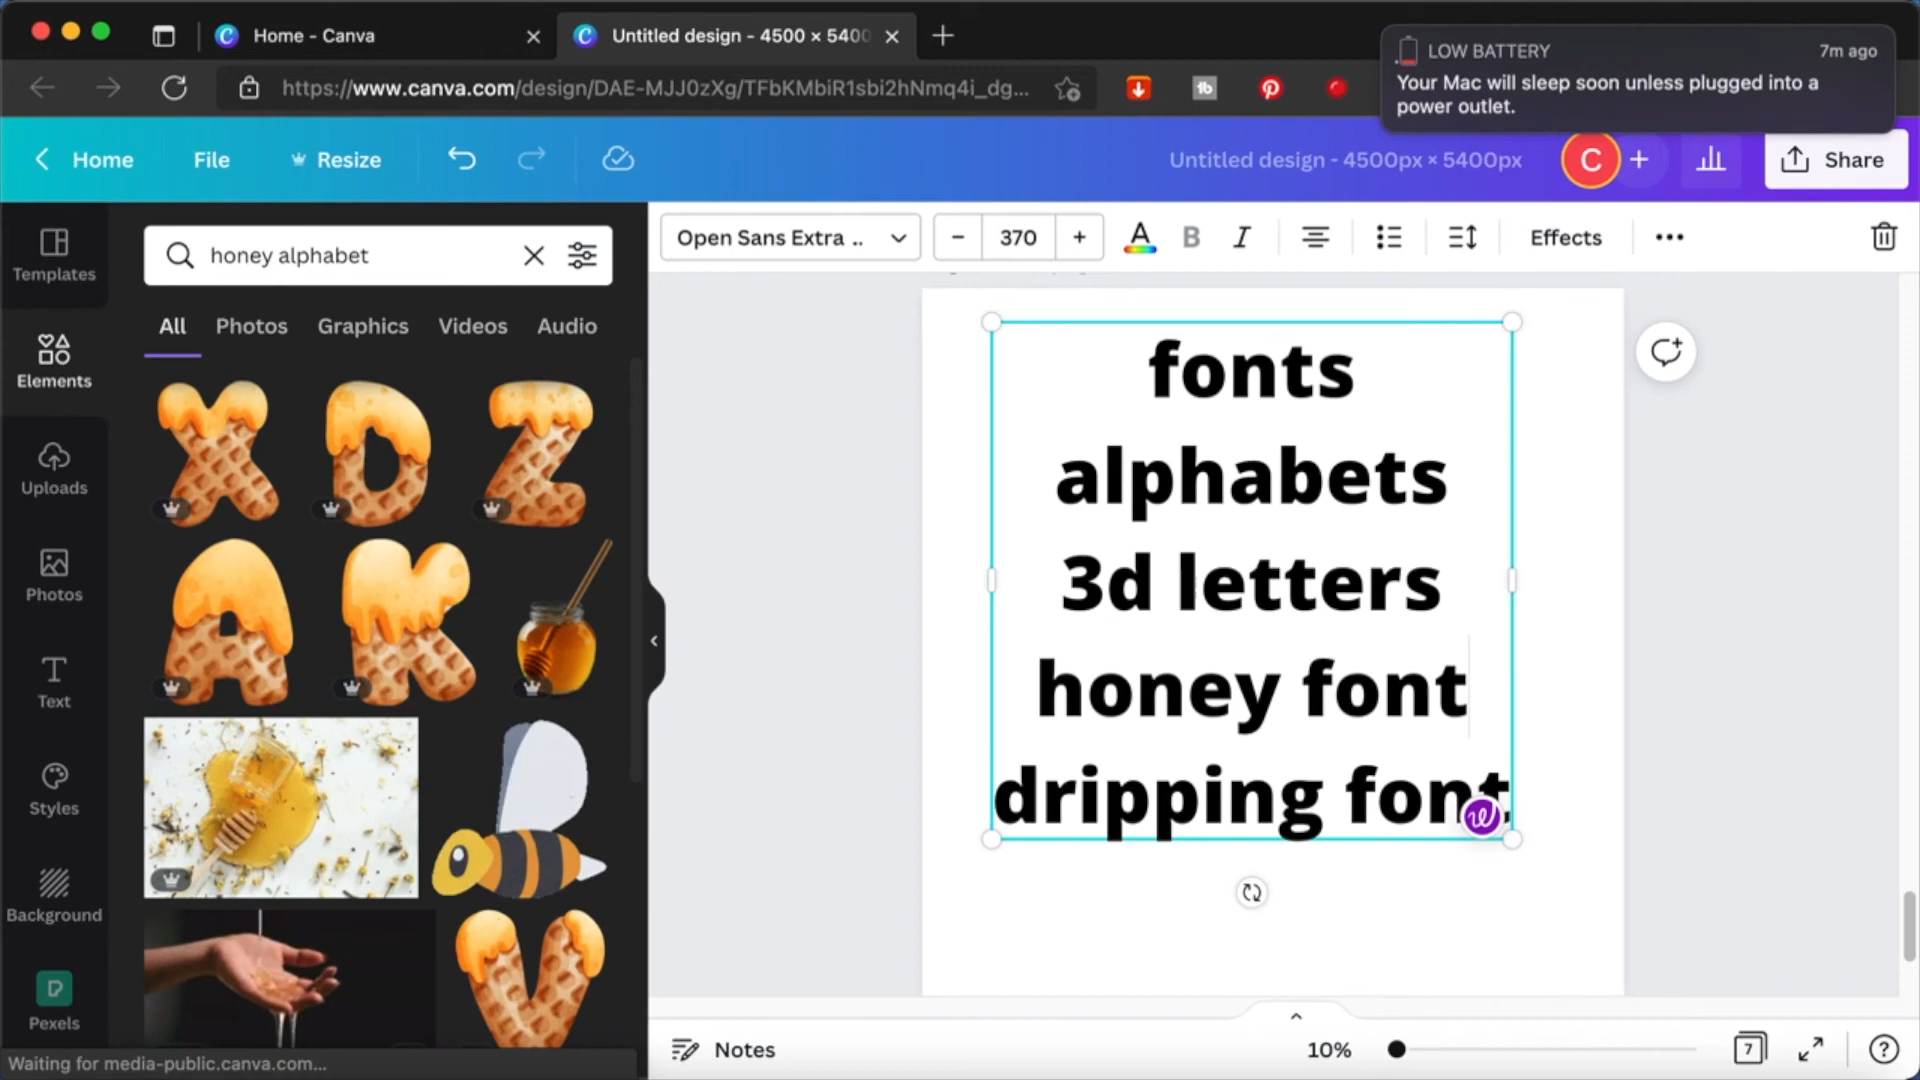 Home - Canva
Untitled design - 4500 × 5400
LOW BATTERY
7m ago
Your Mac will sleep soon unless plugged into a
power outlet.
https://www.canva.com/design/DAE-MJJ0zXg/TFbKMbiR1sbi2hNmq4i_dg...
Home
File
Resize
Untitled design - 4500px × 5400px
C
Share
Templates
Elements
Uploads
Photos
Text
Styles
Background
Pexels
honey alphabet
All
Photos
Graphics
Videos
Audio
Open Sans Extra ..
370
A
B
I
Effects
fonts
alphabets
3d letters
honey font
dripping font
Waiting for media-public.canva.com...
Notes
10%
7